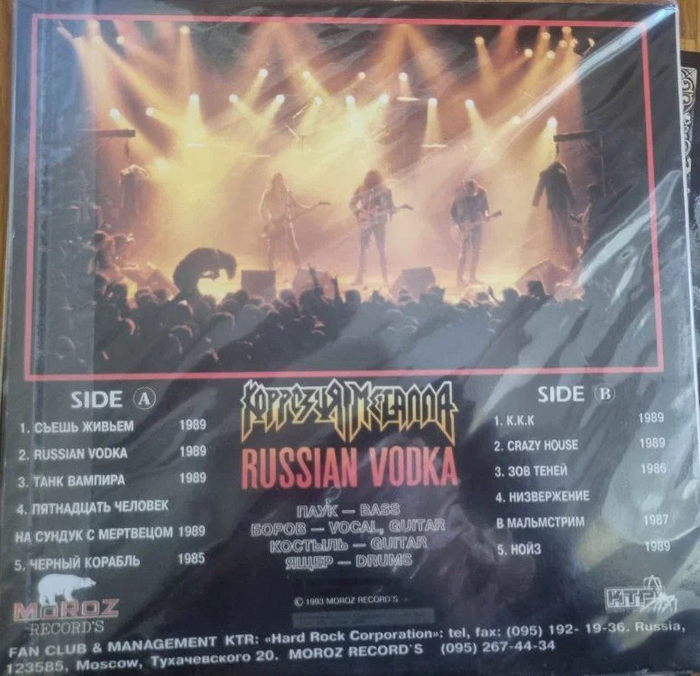 SIDE A
1. СЪЕШЬ ЖИВЬЕМ 1989
2. RUSSIAN VODKA 1989
3. ТАНК ВАМПИРА 1989
4. ПЯТНАДЦАТЬ ЧЕЛОВЕК
НА СУНДУК С МЕРТВЕЦОМ 1989
5. ЧЕРНЫЙ КОРАБЛЬ 1985
КОРРОЗИЯ МЕТАЛЛА
RUSSIAN VODKA
ПАУК – BASS
БОРОВ – VOCAL, GUITAR
КОСТЫЛЬ – GUITAR
ЯЩЕР – DRUMS
© 1993 MOROZ RECORD'S
SIDE B
1. К.К.К 1989
2. CRAZY HOUSE 1989
3. ЗОВ ТЕНЕЙ 1986
4. НИЗВЕРЖЕНИЕ
В МАЛЬМСТРИМ 1987
5. НОЙЗ 1989
MOROZ
RECORD'S
КТР
FAN CLUB & MANAGEMENT KTR: «Hard Rock Corporation»: tel, fax: (095) 192- 19-36. Russia,
123585, Moscow, Тухачевского 20. MOROZ RECORD'S (095) 267-44-34